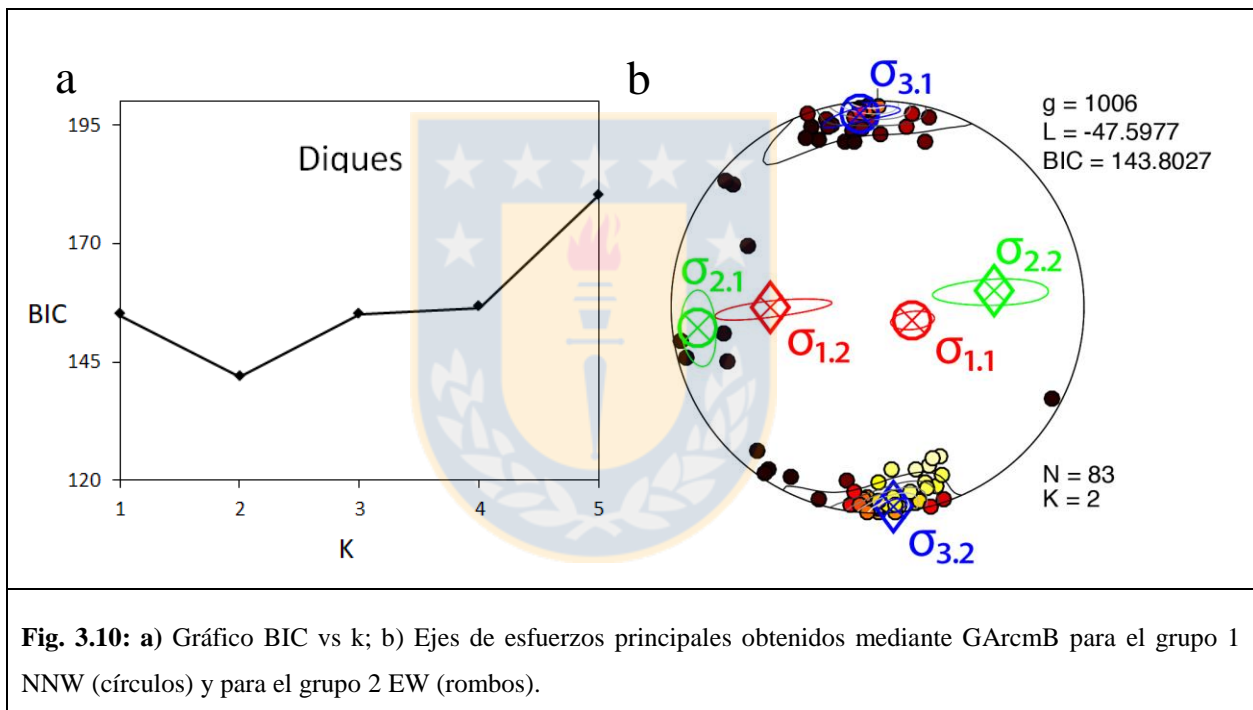 a
Diques
195
170
BIC
145
120
1 2 3 4 5
K
b
σ3.1
g = 1006
L = -47.5977
BIC = 143.8027
σ2.1
σ2.2
σ1.2
σ1.1
N = 83
K = 2
σ3.2
Fig. 3.10: a) Gráfico BIC vs k; b) Ejes de esfuerzos principales obtenidos mediante GArcmB para el grupo 1
NNW (círculos) y para el grupo 2 EW (rombos).